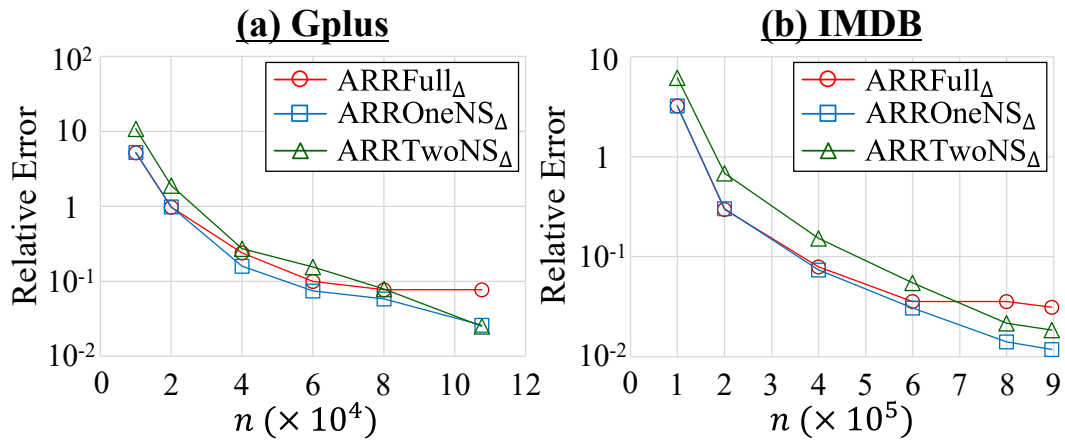 (a) Gplus
10²
10
1
10⁻¹
10⁻²
Relative Error
ARRFull_Δ
ARROneNS_Δ
ARRTwoNS_Δ
0 2 4 6 8 10 12
n (× 10⁴)
(b) IMDB
10
1
10⁻¹
10⁻²
Relative Error
ARRFull_Δ
ARROneNS_Δ
ARRTwoNS_Δ
0 1 2 3 4 5 6 7 8 9
n (× 10⁵)